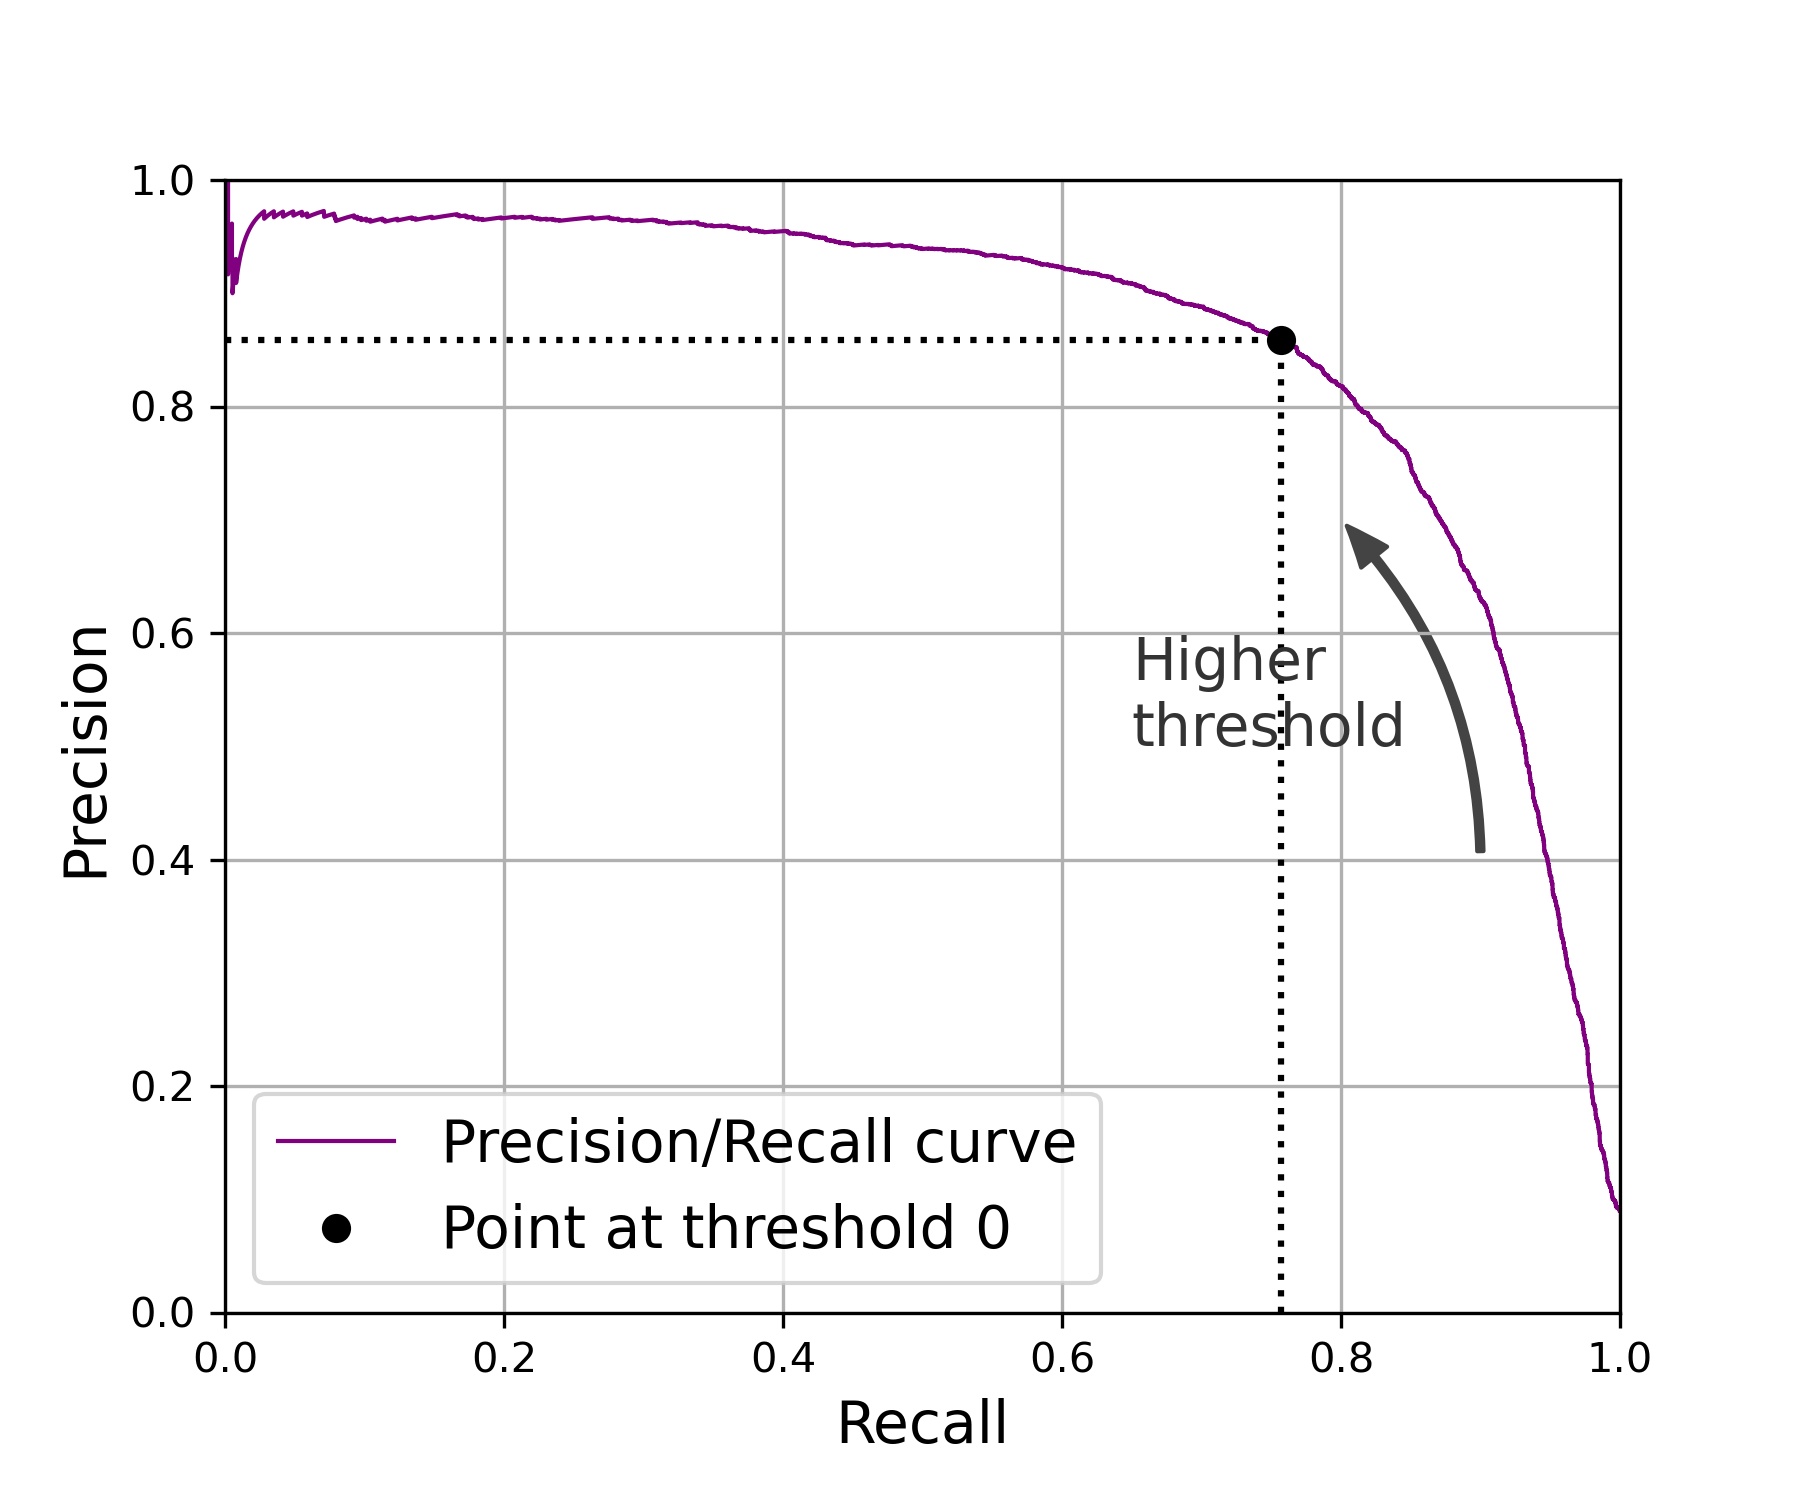 1.0
0.8
0.6
0.4
0.2
0.0
Precision
Higher
threshold
Precision/Recall curve
Point at threshold 0
0.0 0.2 0.4 0.6 0.8 1.0
Recall